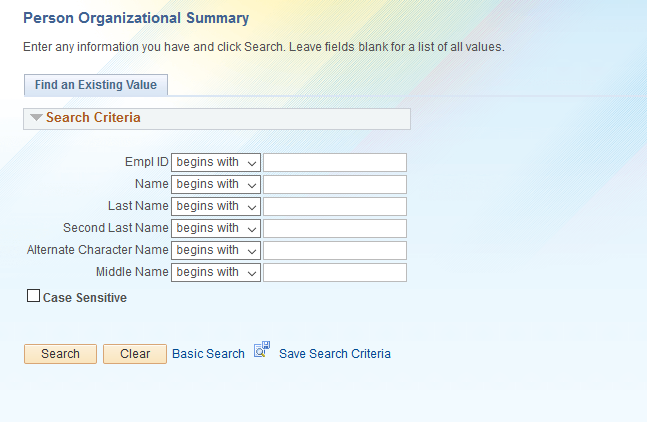 Person Organizational Summary
Enter any information you have and click Search. Leave fields blank for a list of all values.
Find an Existing Value
Search Criteria
Empl ID begins with
Name begins with
Last Name begins with
Second Last Name begins with
Alternate Character Name begins with
Middle Name begins with
Case Sensitive
Search Clear Basic Search Save Search Criteria